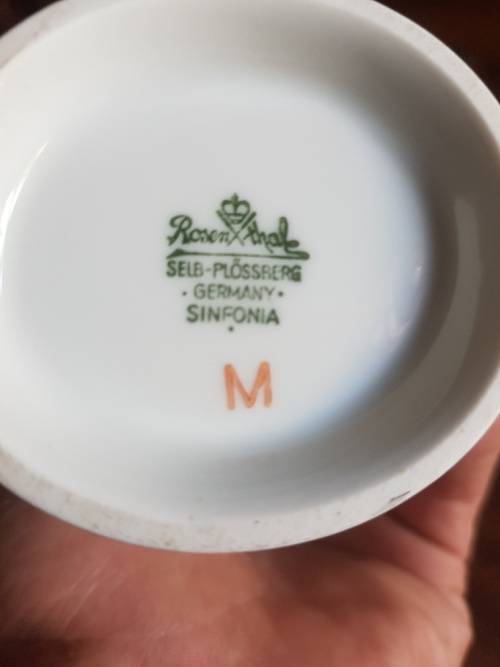 Rosenthal
SELB-PLÖSSBERG
· GERMANY ·
SINFONIA
M